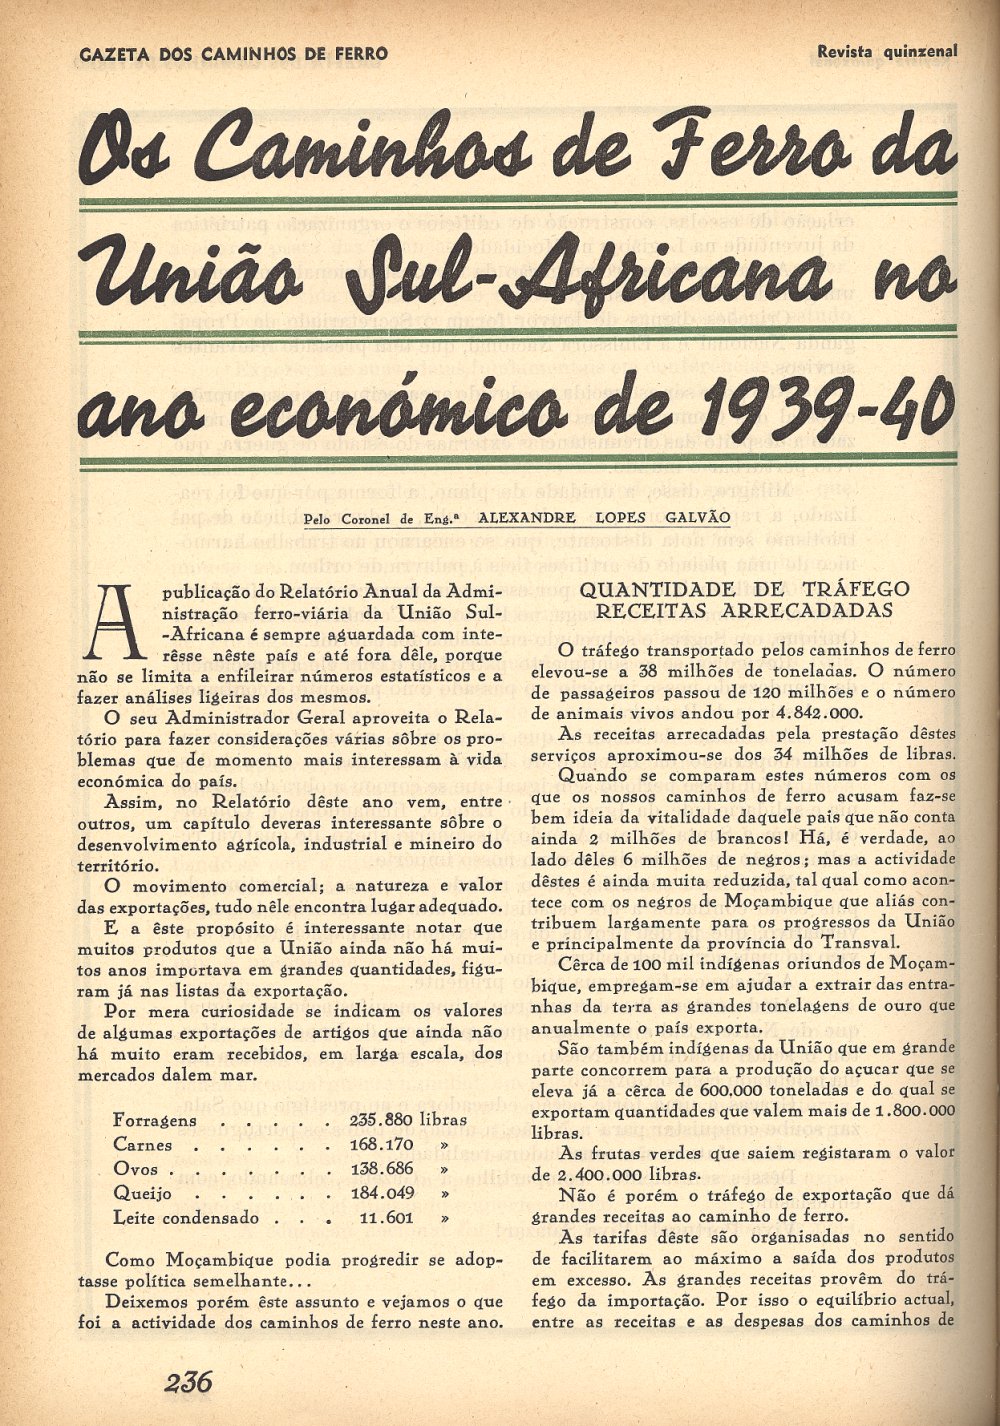 GAZETA DOS CAMINHOS DE FERRO
Revista quinzenal
Os Caminhos de Ferro da
União Sul-Africana no
ano económico de 1939-40
Pelo Coronel de Eng.ª ALEXANDRE LOPES GALVÃO
A publicação do Relatório Anual da Admi-
nistração ferro-viária da União Sul-
-Africana é sempre aguardada com inte-
rêsse nêste país e até fora dêle, porque
não se limita a enfileirar números estatísticos e a
fazer análises ligeiras dos mesmos.
O seu Administrador Geral aproveita o Rela-
tório para fazer considerações várias sôbre os pro-
blemas que de momento mais interessam à vida
económica do país.
Assim, no Relatório dêste ano vem, entre
outros, um capítulo deveras interessante sôbre o
desenvolvimento agrícola, industrial e mineiro do
território.
O movimento comercial; a natureza e valor
das exportações, tudo nêle encontra lugar adequado.
E a êste propósito é interessante notar que
muitos produtos que a União ainda não há mui-
tos anos importava em grandes quantidades, figu-
ram já nas listas da exportação.
Por mera curiosidade se indicam os valores
de algumas exportações de artigos que ainda não
há muito eram recebidos, em larga escala, dos
mercados dalem mar.
Forragens . . . . . 235.880 libras
Carnes . . . . . . 168.170 »
Ovos . . . . . . . 138.686 »
Queijo . . . . . . 184.049 »
Leite condensado . . . 11.601 »
Como Moçambique podia progredir se adop-
tasse política semelhante...
Deixemos porém êste assunto e vejamos o que
foi a actividade dos caminhos de ferro neste ano.
QUANTIDADE DE TRÁFEGO
RECEITAS ARRECADADAS
O tráfego transportado pelos caminhos de ferro
elevou-se a 38 milhões de toneladas. O número
de passageiros passou de 120 milhões e o número
de animais vivos andou por 4.842.000.
As receitas arrecadadas pela prestação dêstes
serviços aproximou-se dos 34 milhões de libras.
Quando se comparam estes números com os
que os nossos caminhos de ferro acusam faz-se
bem ideia da vitalidade daquele pais que não conta
ainda 2 milhões de brancos! Há, é verdade, ao
lado dêles 6 milhões de negros; mas a actividade
dêstes é ainda muita reduzida, tal qual como acon-
tece com os negros de Moçambique que aliás con-
tribuem largamente para os progressos da União
e principalmente da província do Transval.
Cêrca de 100 mil indígenas oriundos de Moçam-
bique, empregam-se em ajudar a extrair das entra-
nhas da terra as grandes tonelagens de ouro que
anualmente o país exporta.
São também indígenas da União que em grande
parte concorrem para a produção do açucar que se
eleva já a cêrca de 600.000 toneladas e do qual se
exportam quantidades que valem mais de 1.800.000
libras.
As frutas verdes que saiem registaram o valor
de 2.400.000 libras.
Não é porém o tráfego de exportação que dá
grandes receitas ao caminho de ferro.
As tarifas dêste são organisadas no sentido
de facilitarem ao máximo a saída dos produtos
em excesso. As grandes receitas provêm do trá-
fego da importação. Por isso o equilíbrio actual,
entre as receitas e as despesas dos caminhos de
236